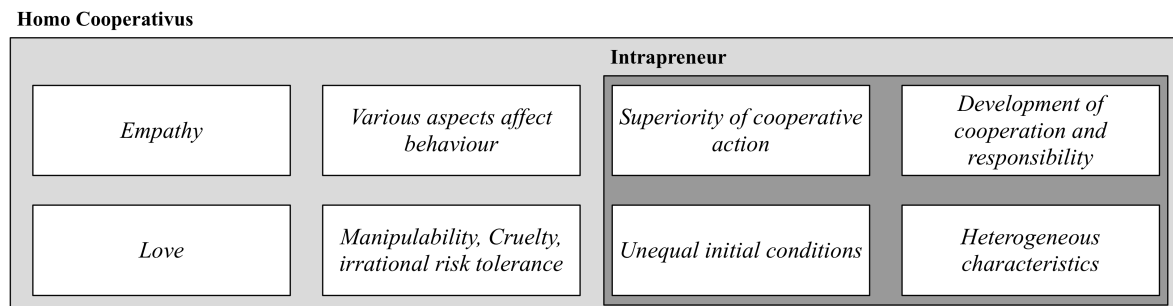 Homo Cooperativus
Intrapreneur
Empathy
Various aspects affect
behaviour
Superiority of cooperative
action
Development of
cooperation and
responsibility
Love
Manipulability, Cruelty,
irrational risk tolerance
Unequal initial conditions
Heterogeneous
characteristics